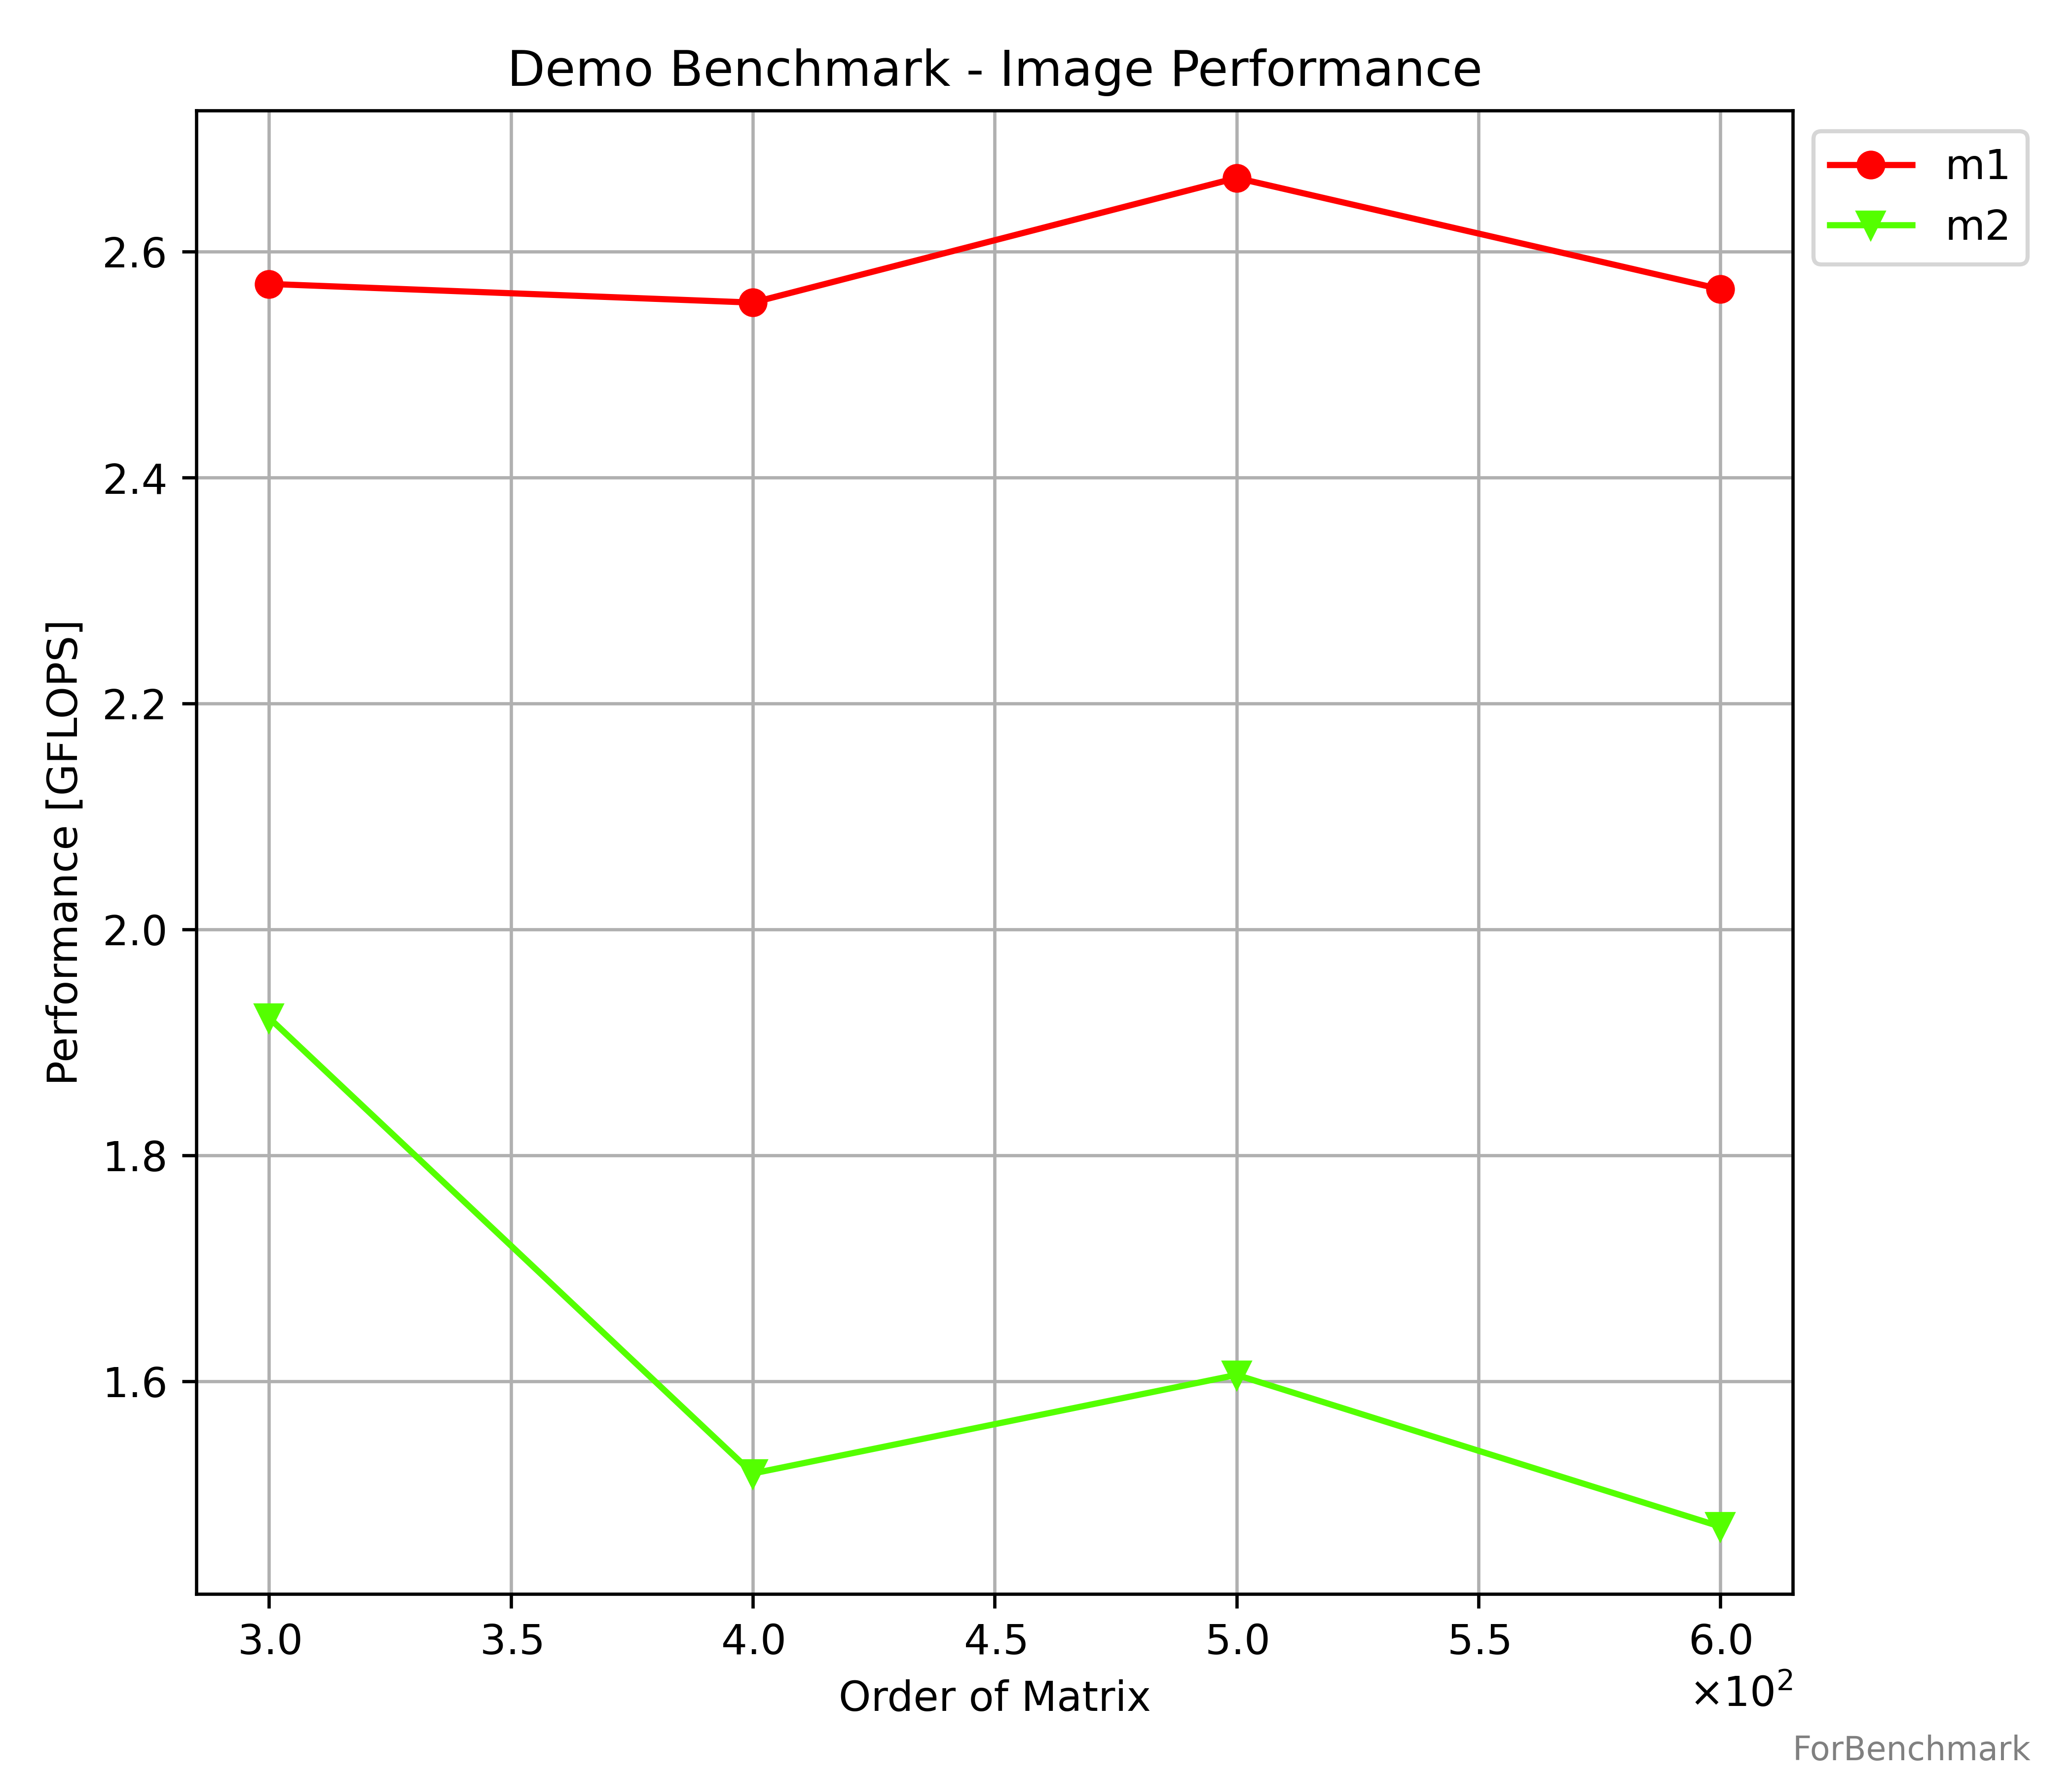 Demo Benchmark - Image Performance
m1
m2
Performance [GFLOPS]
2.6
2.4
2.2
2.0
1.8
1.6
3.0 3.5 4.0 4.5 5.0 5.5 6.0
×10²
Order of Matrix
ForBenchmark